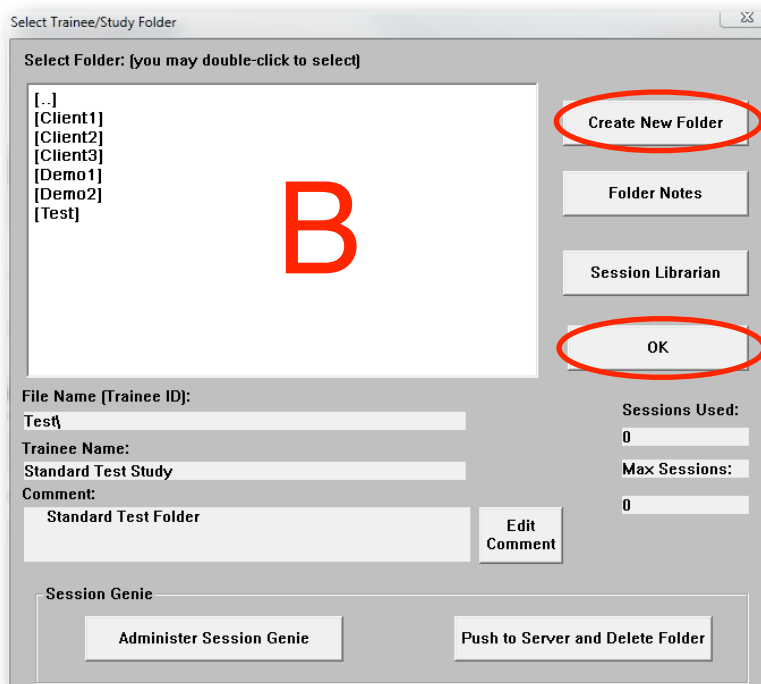 Select Trainee/Study Folder
Select Folder: (you may double-click to select)
[..]
[Client1]
[Client2]
[Client3]
[Demo1]
[Demo2]
[Test]
B
Create New Folder
Folder Notes
Session Librarian
OK
File Name (Trainee ID):
Test\
Trainee Name:
Standard Test Study
Comment:
Standard Test Folder
Edit
Comment
Sessions Used:
0
Max Sessions:
0
Session Genie
Administer Session Genie
Push to Server and Delete Folder